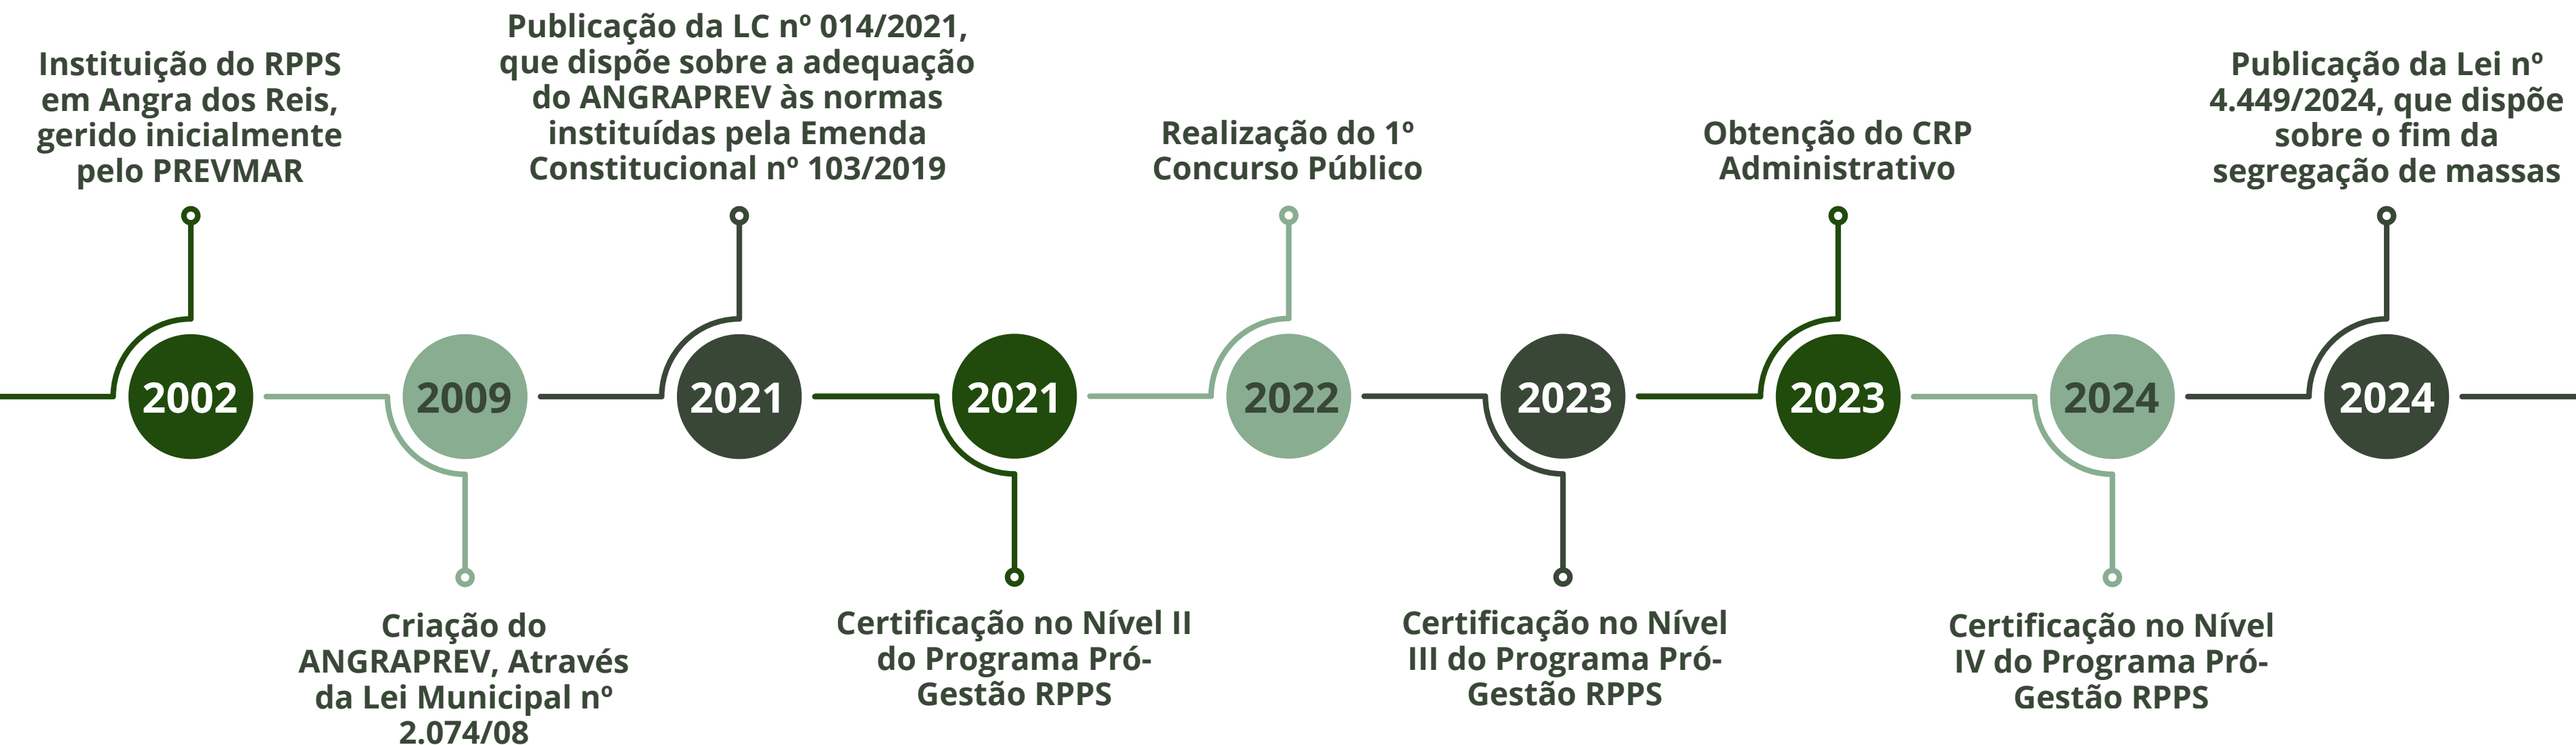 Instituição do RPPS
em Angra dos Reis,
gerido inicialmente
pelo PREVMAR
2002
2009
Criação do
ANGRAPREV, Através
da Lei Municipal nº
2.074/08
Publicação da LC nº 014/2021,
que dispõe sobre a adequação
do ANGRAPREV às normas
instituídas pela Emenda
Constitucional nº 103/2019
2021
2021
Certificação no Nível II
do Programa Pró-
Gestão RPPS
Realização do 1º
Concurso Público
2022
2023
Certificação no Nível
III do Programa Pró-
Gestão RPPS
Obtenção do CRP
Administrativo
2023
2024
Certificação no Nível
IV do Programa Pró-
Gestão RPPS
Publicação da Lei nº
4.449/2024, que dispõe
sobre o fim da
segregação de massas
2024